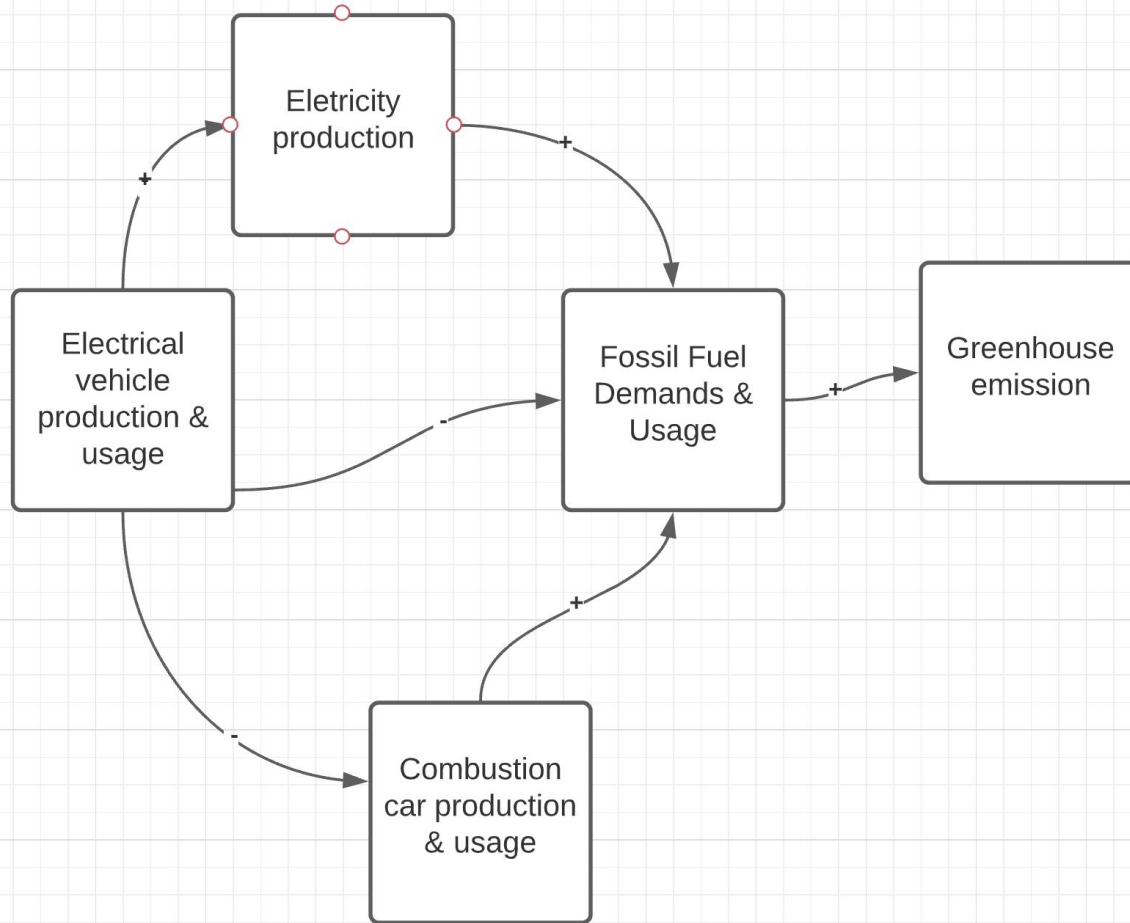 Eletricity
production
+
+
Electrical
vehicle
production &
usage
-
Fossil Fuel
Demands &
Usage
+
Greenhouse
emission
+
-
Combustion
car production
& usage